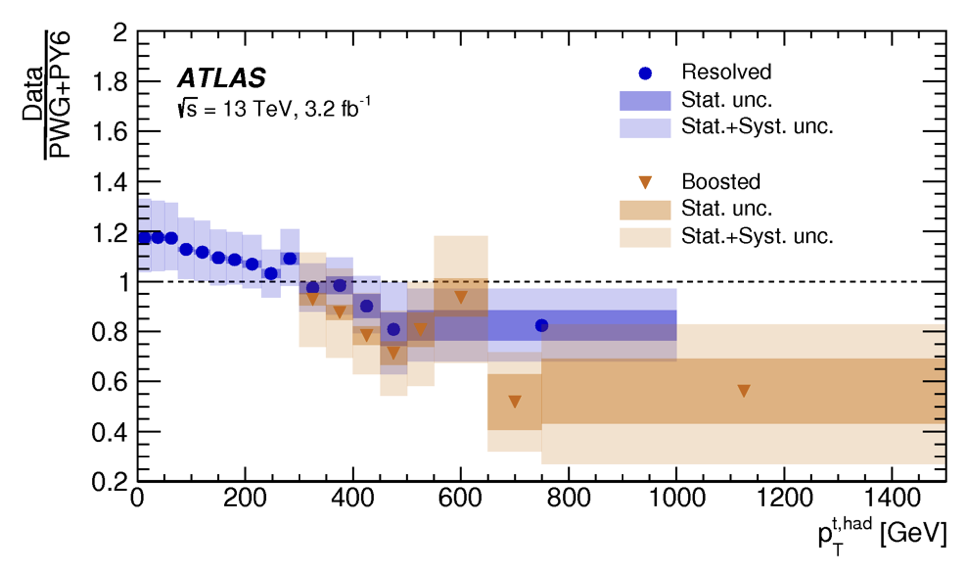 Data
PWG+PY6
ATLAS
√s = 13 TeV, 3.2 fb⁻¹
Resolved
Stat. unc.
Stat.+Syst. unc.
Boosted
Stat. unc.
Stat.+Syst. unc.
2
1.8
1.6
1.4
1.2
1
0.8
0.6
0.4
0.2
0 200 400 600 800 1000 1200 1400
p_T^{t,had} [GeV]